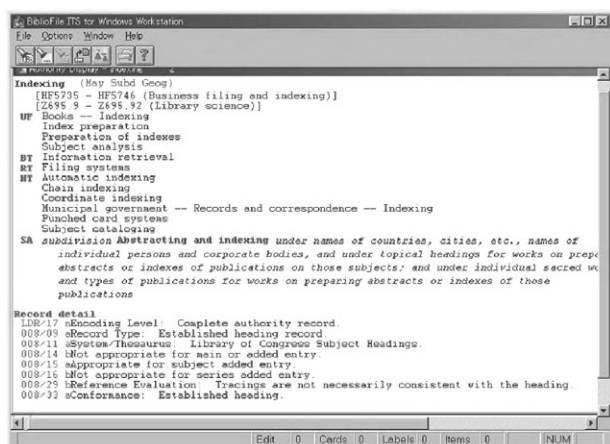 BiblioFile ITS for Windows Workstation
File Options Window Help
Authority Display - Indexing
Indexing (May Subd Geog)
[HF5735 - HF5746 (Business filing and indexing)]
[Z695.9 - Z695.92 (Library science)]
UF Books -- Indexing
Index preparation
Preparation of indexes
Subject analysis
BT Information retrieval
RT Filing systems
NT Automatic indexing
Chain indexing
Coordinate indexing
Municipal government -- Records and correspondence -- Indexing
Punched card systems
Subject cataloging
SA subdivision Abstracting and indexing under names of countries, cities, etc., names of
individual persons and corporate bodies, and under topical headings for works on prepa
abstracts or indexes of publications on those subjects; and under individual sacred wo
and types of publications for works on preparing abstracts or indexes of those
publications
Record detail
LDR/17 nEncoding Level: Complete authority record.
008/09 aRecord Type: Established heading record.
008/11 aSystem/Thesaurus: Library of Congress Subject Headings.
008/14 bNot appropriate for main or added entry.
008/15 aAppropriate for subject added entry.
008/16 bNot appropriate for series added entry.
008/29 bReference Evaluation: Tracings are not necessarily consistent with the heading.
008/33 aConformance: Established heading.
Edit 0 Cards 0 Labels 0 Items 0 NUM